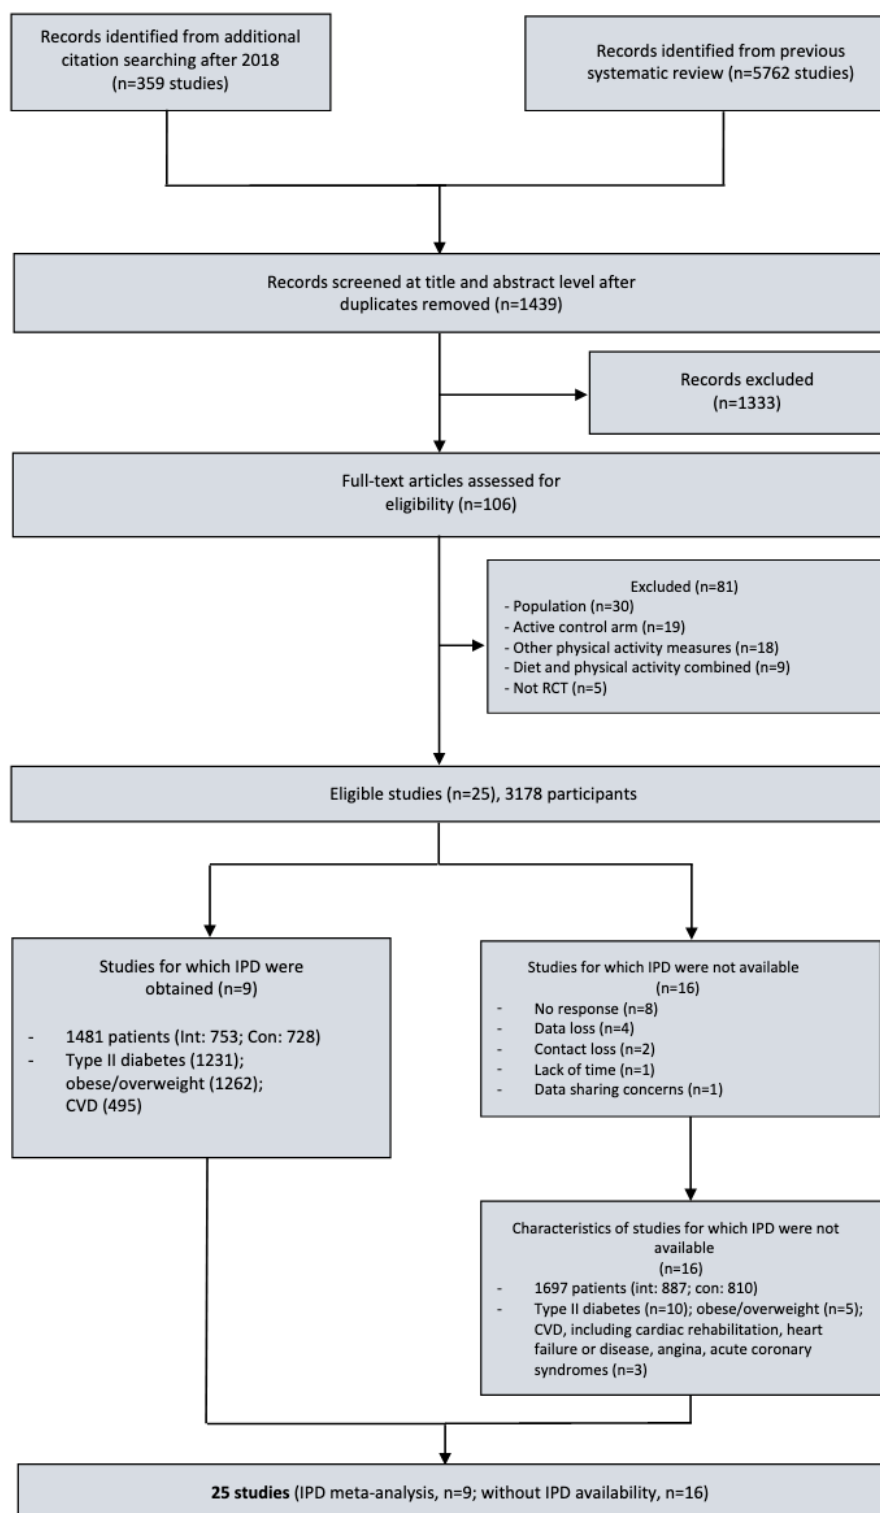 Records identified from additional
citation searching after 2018
(n=359 studies)
Records identified from previous
systematic review (n=5762 studies)
Records screened at title and abstract level after
duplicates removed (n=1439)
Records excluded
(n=1333)
Full-text articles assessed for
eligibility (n=106)
Excluded (n=81)
- Population (n=30)
- Active control arm (n=19)
- Other physical activity measures (n=18)
- Diet and physical activity combined (n=9)
- Not RCT (n=5)
Eligible studies (n=25), 3178 participants
Studies for which IPD were
obtained (n=9)
- 1481 patients (Int: 753; Con: 728)
- Type II diabetes (1231);
obese/overweight (1262);
CVD (495)
Studies for which IPD were not available
(n=16)
- No response (n=8)
- Data loss (n=4)
- Contact loss (n=2)
- Lack of time (n=1)
- Data sharing concerns (n=1)
Characteristics of studies for which IPD were not
available
(n=16)
- 1697 patients (int: 887; con: 810)
- Type II diabetes (n=10); obese/overweight (n=5);
CVD, including cardiac rehabilitation, heart
failure or disease, angina, acute coronary
syndromes (n=3)
25 studies (IPD meta-analysis, n=9; without IPD availability, n=16)